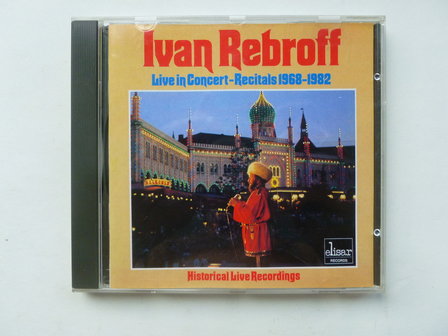 Ivan Rebroff
Live in Concert-Recitals 1968-1982
elisar
RECORDS
Historical Live Recordings